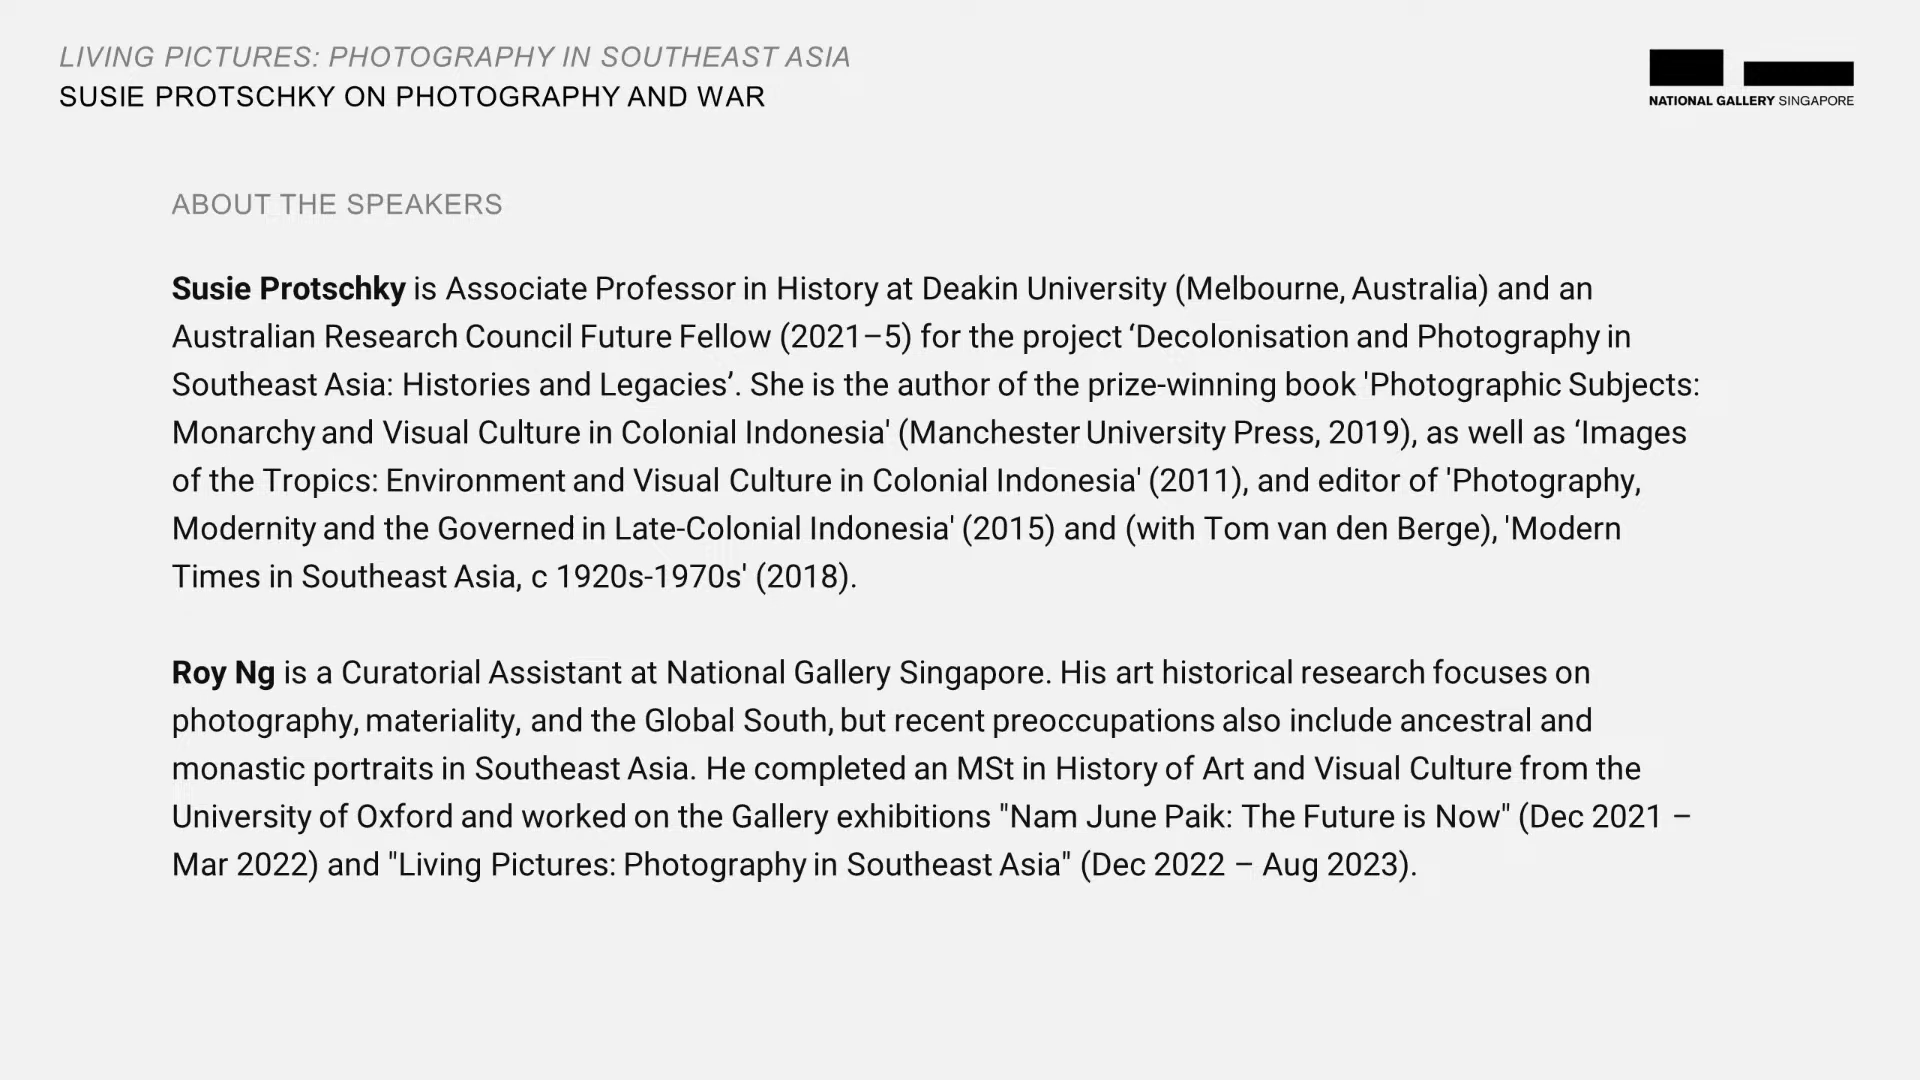 LIVING PICTURES: PHOTOGRAPHY IN SOUTHEAST ASIA
SUSIE PROTSCHKY ON PHOTOGRAPHY AND WAR
NATIONAL GALLERY SINGAPORE
ABOUT THE SPEAKERS
Susie Protschky is Associate Professor in History at Deakin University (Melbourne, Australia) and an
Australian Research Council Future Fellow (2021–5) for the project ‘Decolonisation and Photography in
Southeast Asia: Histories and Legacies’. She is the author of the prize-winning book 'Photographic Subjects:
Monarchy and Visual Culture in Colonial Indonesia' (Manchester University Press, 2019), as well as ‘Images
of the Tropics: Environment and Visual Culture in Colonial Indonesia' (2011), and editor of 'Photography,
Modernity and the Governed in Late-Colonial Indonesia' (2015) and (with Tom van den Berge), 'Modern
Times in Southeast Asia, c 1920s-1970s' (2018).
Roy Ng is a Curatorial Assistant at National Gallery Singapore. His art historical research focuses on
photography, materiality, and the Global South, but recent preoccupations also include ancestral and
monastic portraits in Southeast Asia. He completed an MSt in History of Art and Visual Culture from the
University of Oxford and worked on the Gallery exhibitions "Nam June Paik: The Future is Now" (Dec 2021 –
Mar 2022) and "Living Pictures: Photography in Southeast Asia" (Dec 2022 – Aug 2023).